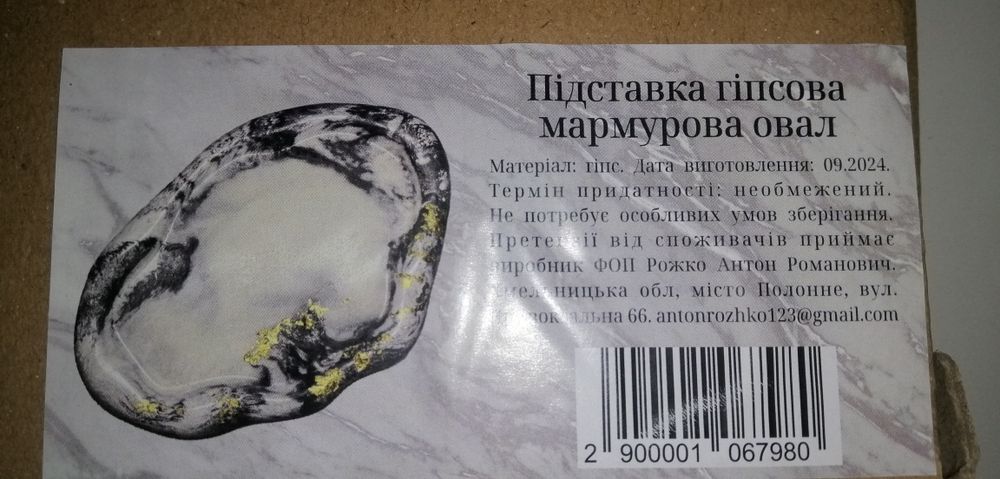 Підставка гіпсова
мармурова овал
Матеріал: гіпс. Дата виготовлення: 09.2024.
Термін придатності: необмежений.
Не потребує особливих умов зберігання.
Претензії від споживачів приймає
виробник ФОП Рожко Антон Романович.
Хмельницька обл, місто Полонне, вул.
66. antonrozhko123@gmail.com
2 900001 067980